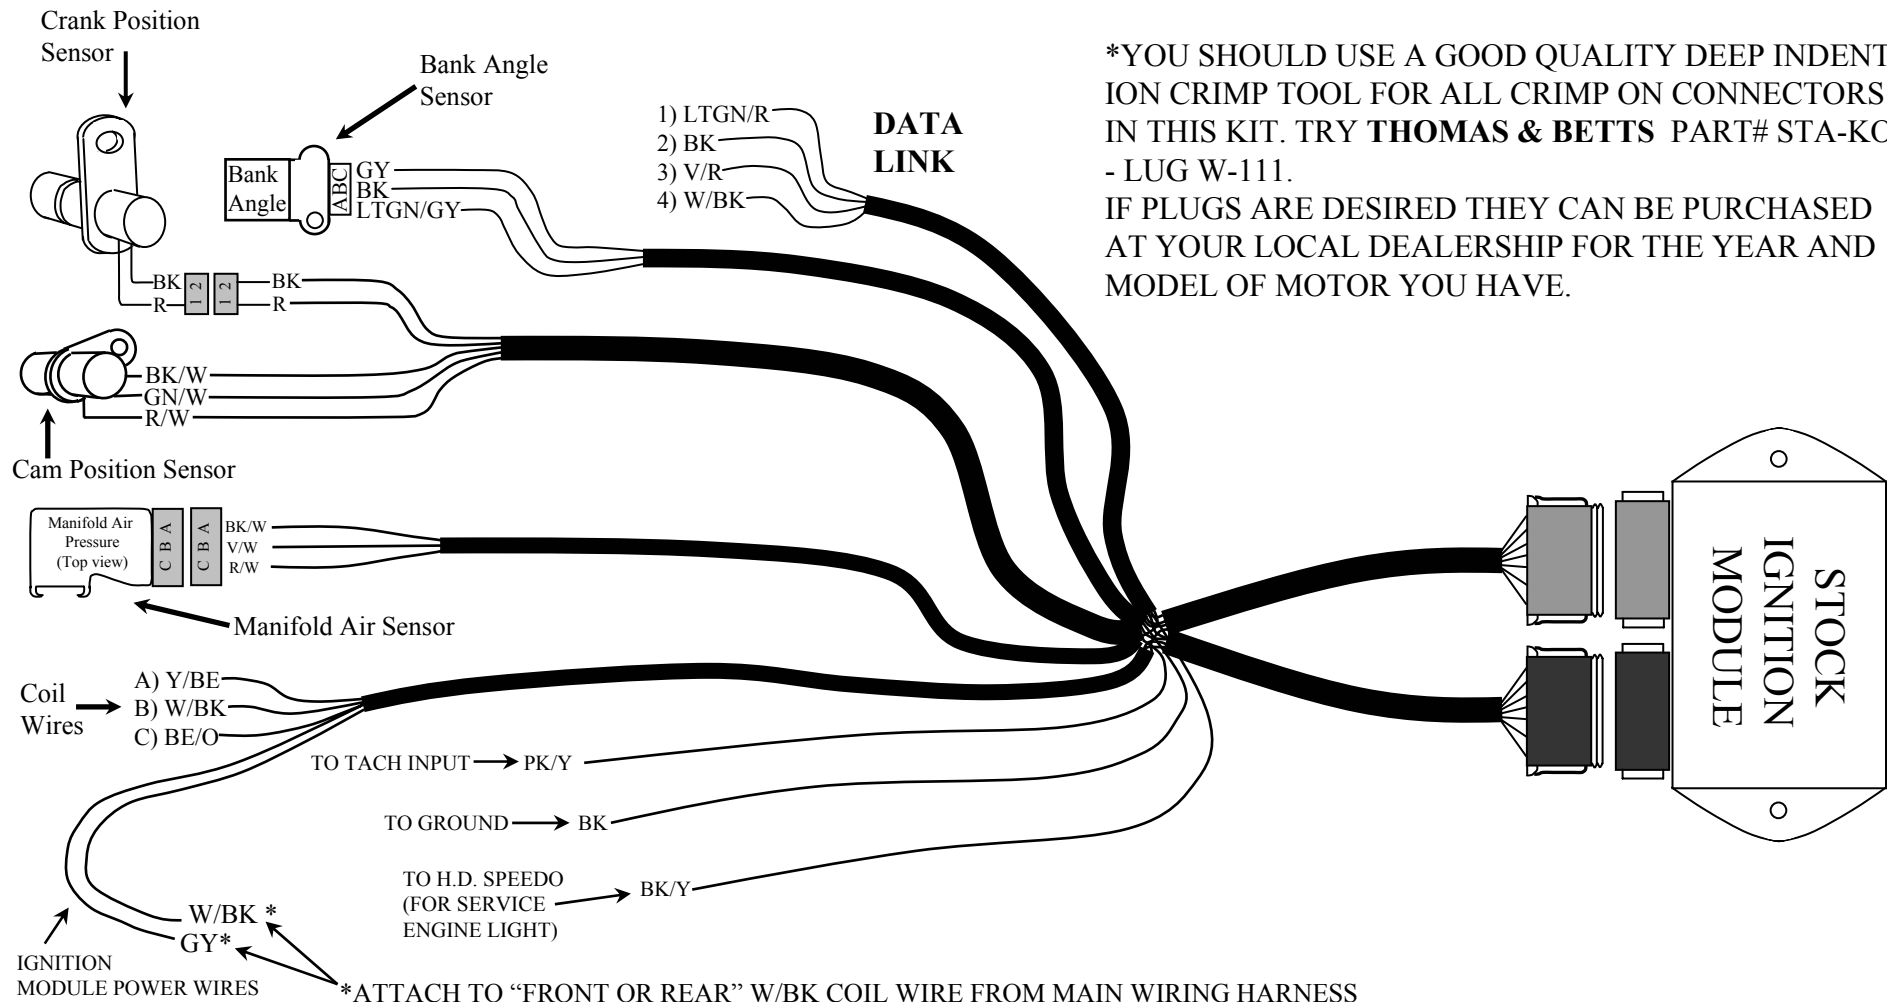 Crank Position
Sensor
Bank Angle
Sensor
Bank
Angle
ABC
GY
BK
LTGN/GY
1) LTGN/R
2) BK
3) V/R
4) W/BK
DATA
LINK
*YOU SHOULD USE A GOOD QUALITY DEEP INDENT
ION CRIMP TOOL FOR ALL CRIMP ON CONNECTORS
IN THIS KIT. TRY THOMAS & BETTS PART# STA-KO
- LUG W-111.
IF PLUGS ARE DESIRED THEY CAN BE PURCHASED
AT YOUR LOCAL DEALERSHIP FOR THE YEAR AND
MODEL OF MOTOR YOU HAVE.
BK
R
1 2
1 2
BK
R
BK/W
GN/W
R/W
Cam Position Sensor
Manifold Air
Pressure
(Top view)
C B A
C B A
BK/W
V/W
R/W
Manifold Air Sensor
Coil
Wires
A) Y/BE
B) W/BK
C) BE/O
TO TACH INPUT
PK/Y
TO GROUND
BK
TO H.D. SPEEDO
(FOR SERVICE
ENGINE LIGHT)
BK/Y
STOCK
IGNITION
MODULE
W/BK *
GY*
IGNITION
MODULE POWER WIRES
*ATTACH TO “FRONT OR REAR” W/BK COIL WIRE FROM MAIN WIRING HARNESS